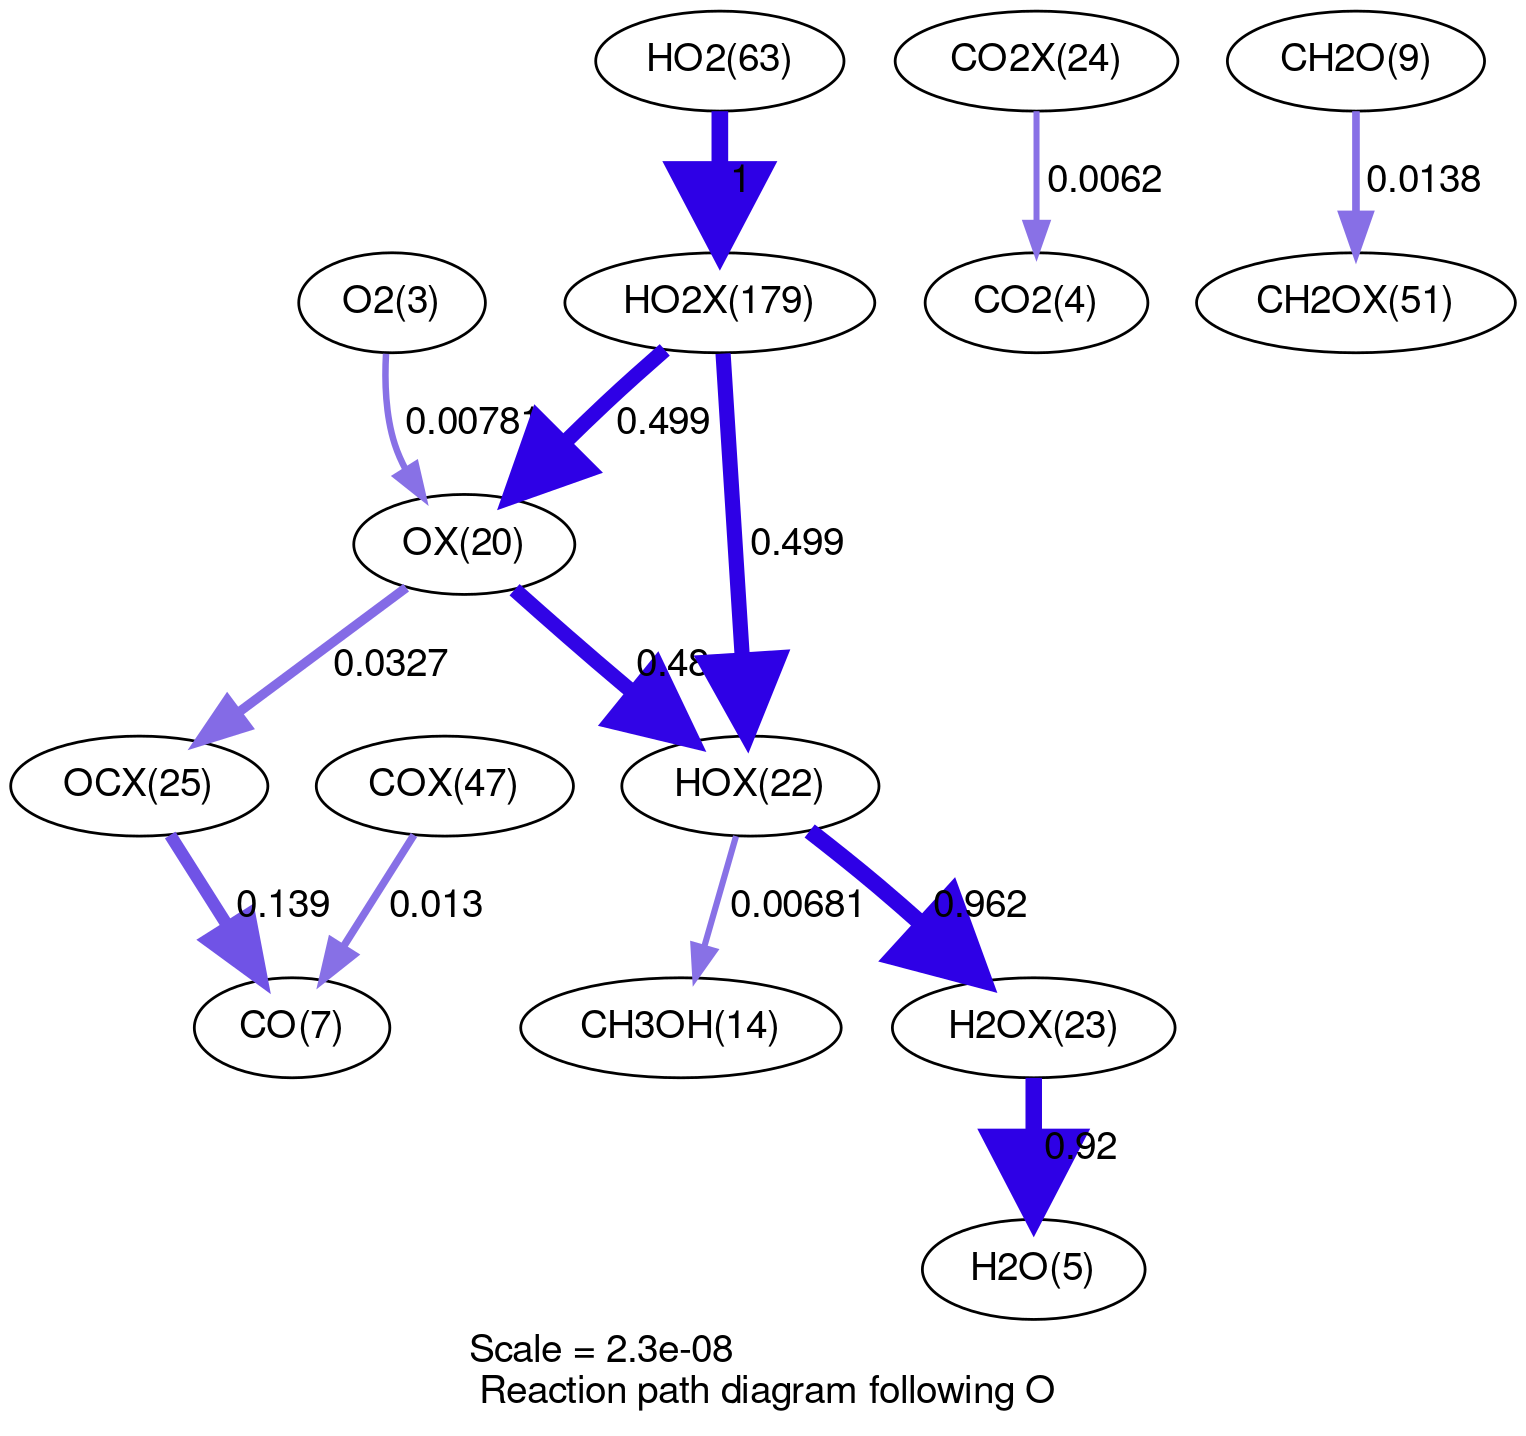 HO2(63)
CO2X(24)
CH2O(9)
1
0.0062
0.0138
O2(3)
HO2X(179)
CO2(4)
CH2OX(51)
0.00781
0.499
OX(20)
0.499
0.0327
0.48
OCX(25)
COX(47)
HOX(22)
0.139
0.013
0.00681
0.962
CO(7)
CH3OH(14)
H2OX(23)
0.92
H2O(5)
Scale = 2.3e-08
Reaction path diagram following O